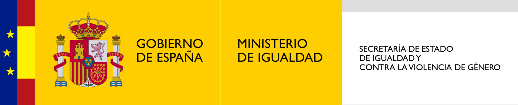 GOBIERNO
DE ESPAÑA
MINISTERIO
DE IGUALDAD
SECRETARÍA DE ESTADO
DE IGUALDAD Y
CONTRA LA VIOLENCIA DE GÉNERO